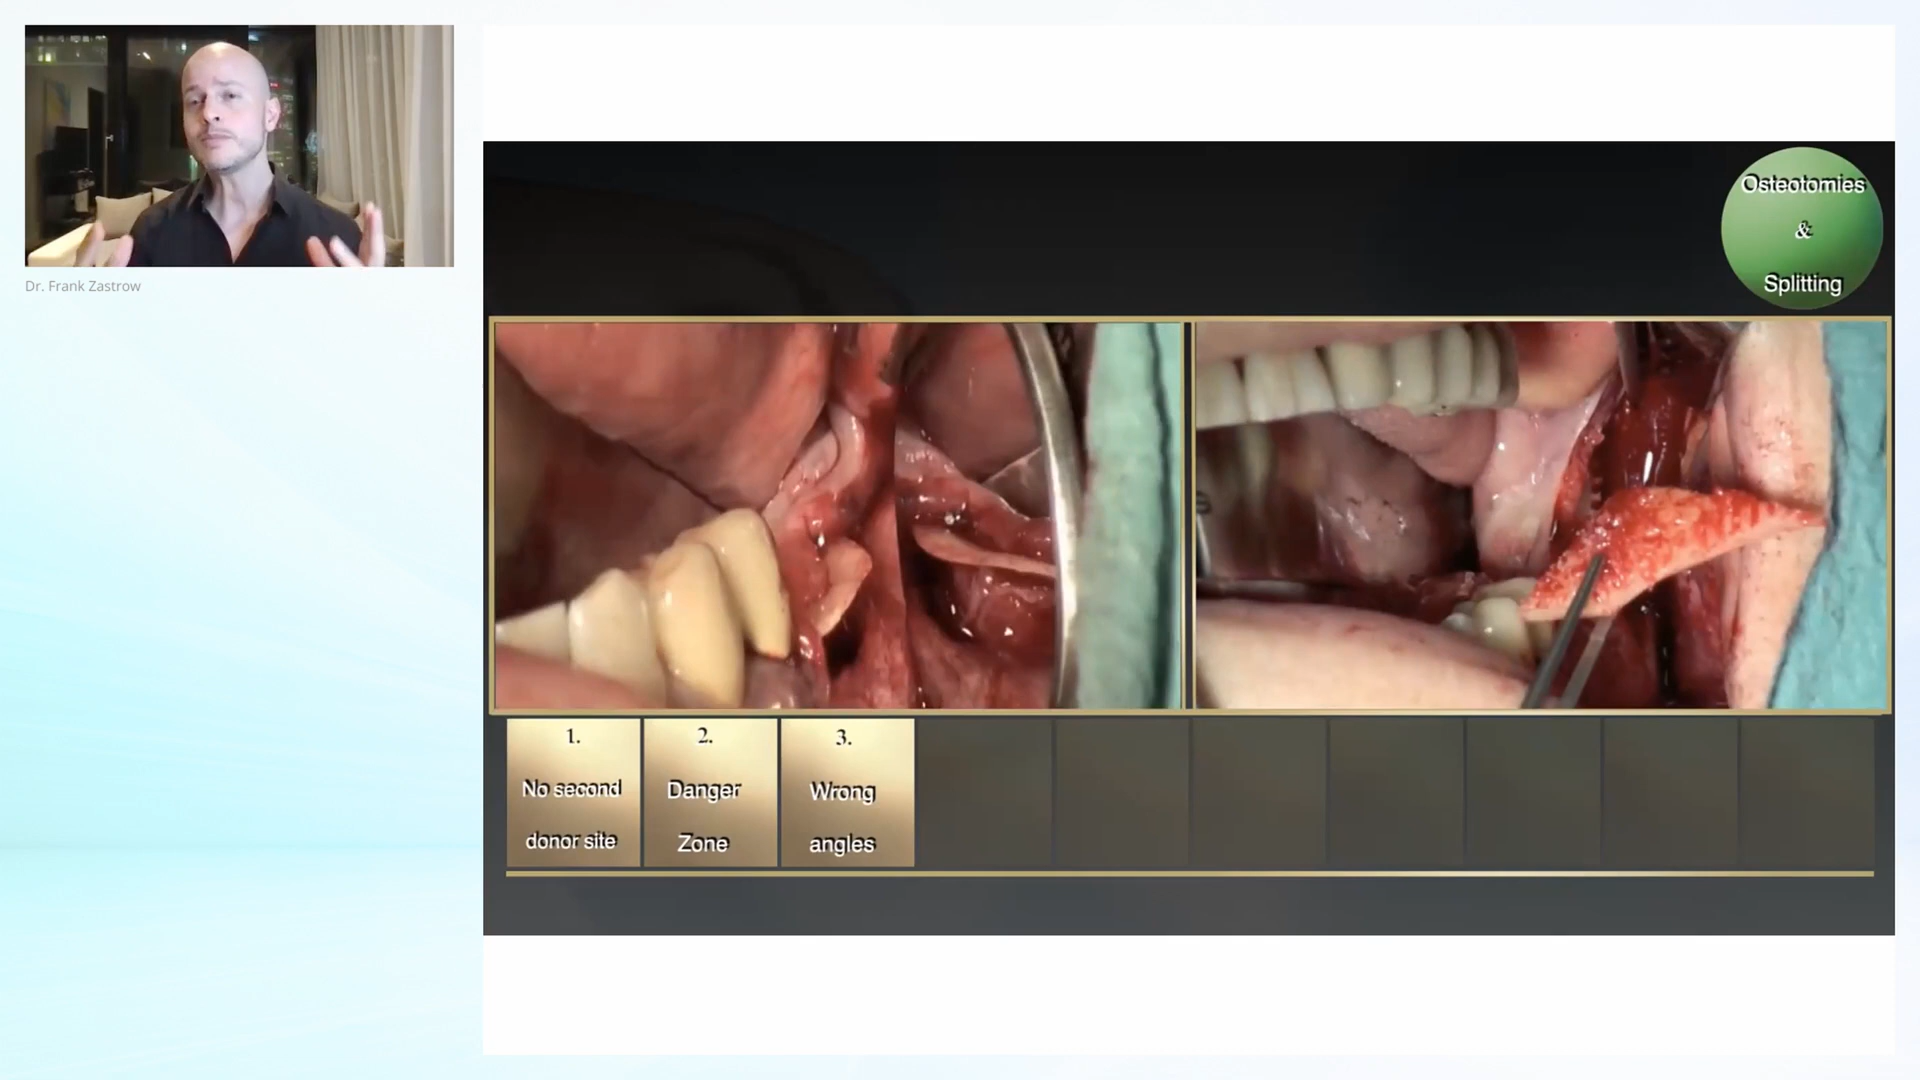 Dr. Frank Zastrow
Osteotomies
&
Splitting
1.
No second
donor site
2.
Danger
Zone
3.
Wrong
angles